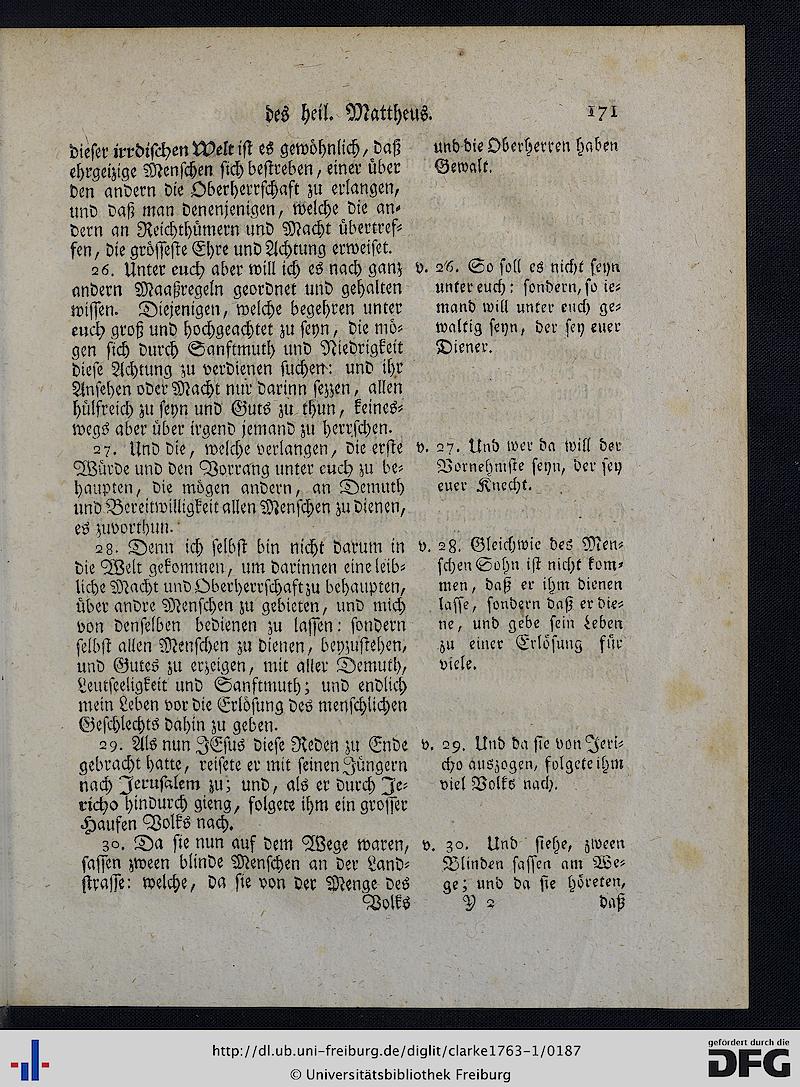 des heil. Mattheus. 171
dieser irrdischen Welt ist es gewöhnlich, daß
ehrgeizige Menschen sich bestreben, einer über
den andern die Oberherrschaft zu erlangen,
und daß man denenjenigen, welche die an-
dern an Reichthümern und Macht übertref-
fen, die grösseste Ehre und Achtung erweiset.
26. Unter euch aber will ich es nach ganz
andern Maaßregeln geordnet und gehalten
wissen. Diejenigen, welche begehren unter
euch groß und hochgeachtet zu seyn, die mö-
gen sich durch Sanftmuth und Niedrigkeit
diese Achtung zu verdienen suchen: und ihr
Ansehen oder Macht nur darinn sezzen, allen
hülfreich zu seyn und Guts zu thun, keines-
wegs aber über irgend jemand zu herrschen.
27. Und die, welche verlangen, die erste
Würde und den Vorrang unter euch zu be-
haupten, die mögen andern, an Demuth
und Bereitwilligkeit allen Menschen zu dienen,
es zuvorthun.
28. Denn ich selbst bin nicht darum in
die Welt gekommen, um darinnen eine leib-
liche Macht und Oberherrschaft zu behaupten,
über andre Menschen zu gebieten, und mich
von denselben bedienen zu lassen: sondern
selbst allen Menschen zu dienen, beyzustehen,
und Gutes zu erzeigen, mit aller Demuth,
Leutseeligkeit und Sanftmuth; und endlich
mein Leben vor die Erlösung des menschlichen
Geschlechts dahin zu geben.
29. Als nun JEsus diese Reden zu Ende
gebracht hatte, reisete er mit seinen Jüngern
nach Jerusalem zu; und, als er durch Je-
richo hindurch gieng, folgete ihm ein grosser
Haufen Volks nach.
30. Da sie nun auf dem Wege waren,
sassen zween blinde Menschen an der Land-
strasse: welche, da sie von der Menge des
Volks
und die Oberherren haben
Gewalt.
v. 26. So soll es nicht seyn
unter euch: sondern, so ie-
mand will unter euch ge-
waltig seyn, der sey euer
Diener.
v. 27. Und wer da will der
Vornehmste seyn, der sey
euer Knecht.
v. 28. Gleichwie des Men-
schen Sohn ist nicht kom-
men, daß er ihm dienen
lasse, sondern daß er die-
ne, und gebe sein Leben
zu einer Erlösung für
viele.
v. 29. Und da sie von Jeri-
cho auszogen, folgete ihm
viel Volks nach.
v. 30. Und siehe, zween
Blinden sassen am We-
ge; und da sie höreten,
Y 2 daß
http://dl.ub.uni-freiburg.de/diglit/clarke1763-1/0187
© Universitätsbibliothek Freiburg
gefördert durch die
DFG